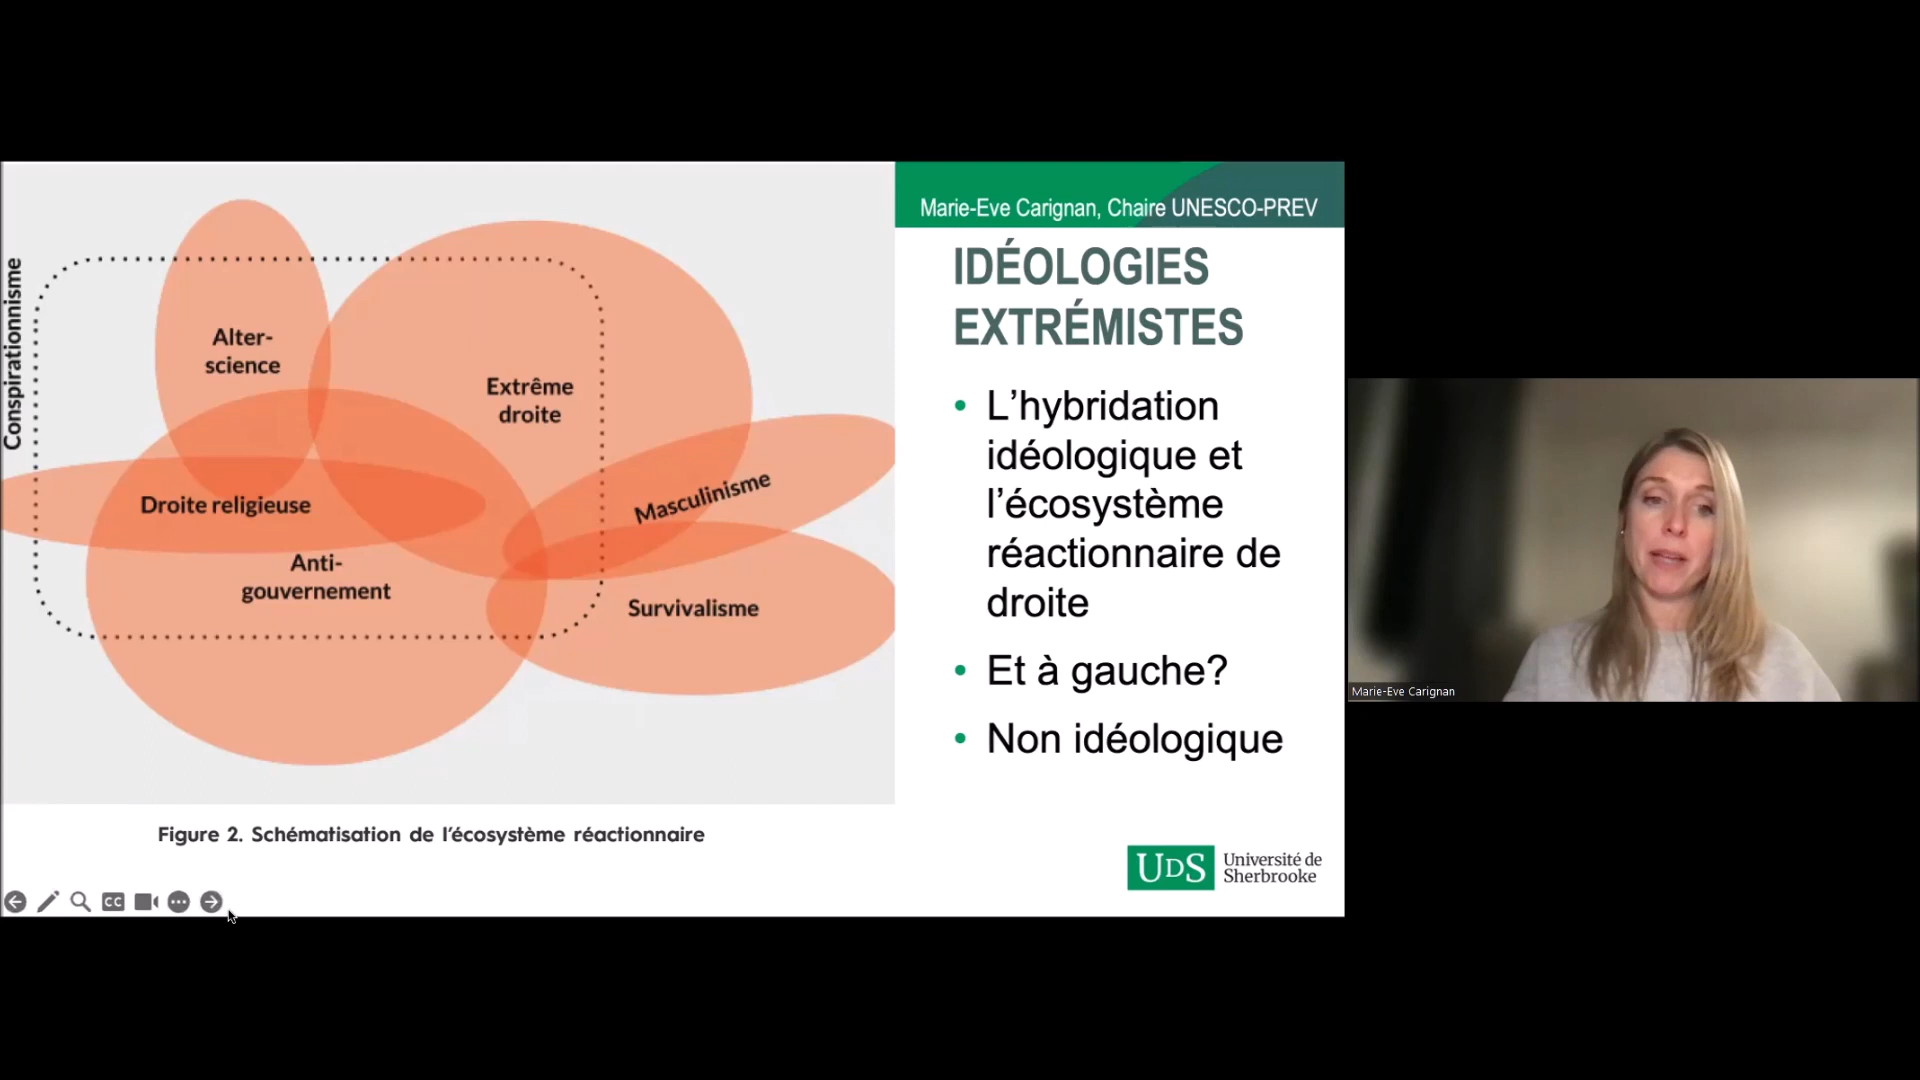 Conspirationnisme
Alter-
science
Extrême
droite
Droite religieuse
Masculinisme
Anti-
gouvernement
Survivalisme
Figure 2. Schématisation de l'écosystème réactionnaire
CC
Marie-Eve Carignan, Chaire UNESCO-PREV
IDÉOLOGIES
EXTRÉMISTES
• L’hybridation
idéologique et
l’écosystème
réactionnaire de
droite
• Et à gauche?
• Non idéologique
UDS Université de
Sherbrooke
Marie-Eve Carignan